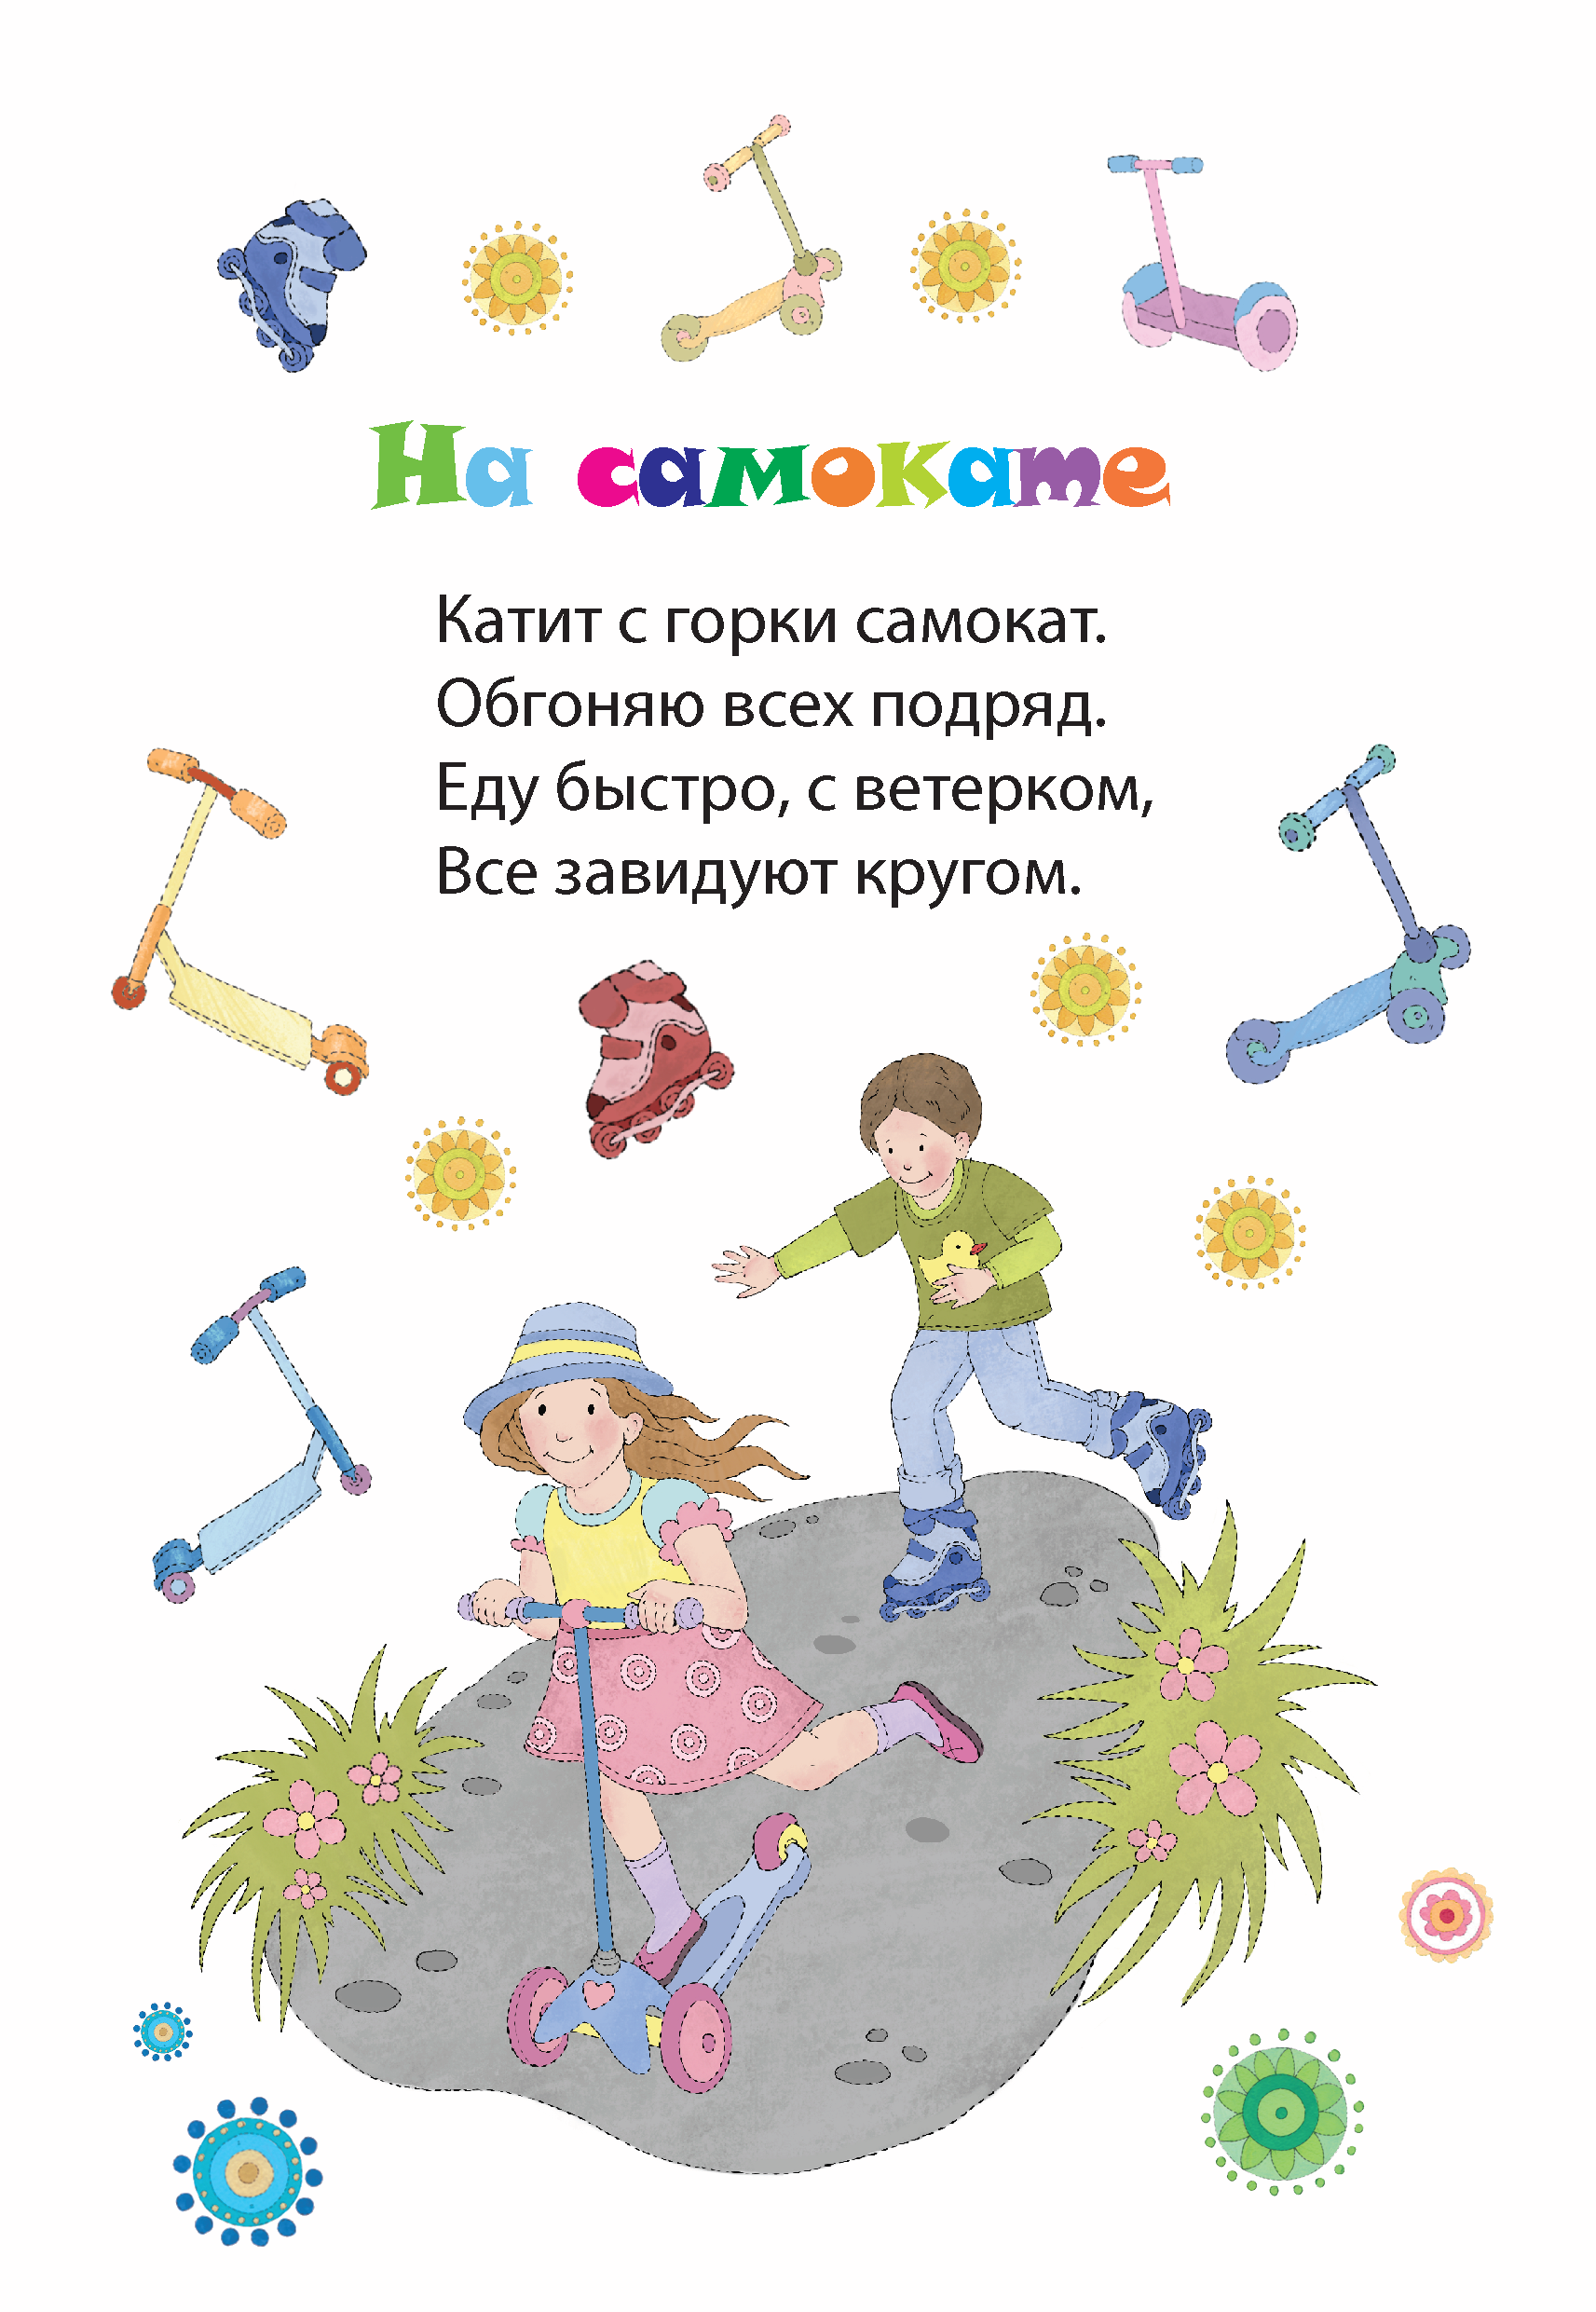 На самокате
Катит с горки самокат.
Обгоняю всех подряд.
Еду быстро, с ветерком,
Все завидуют кругом.